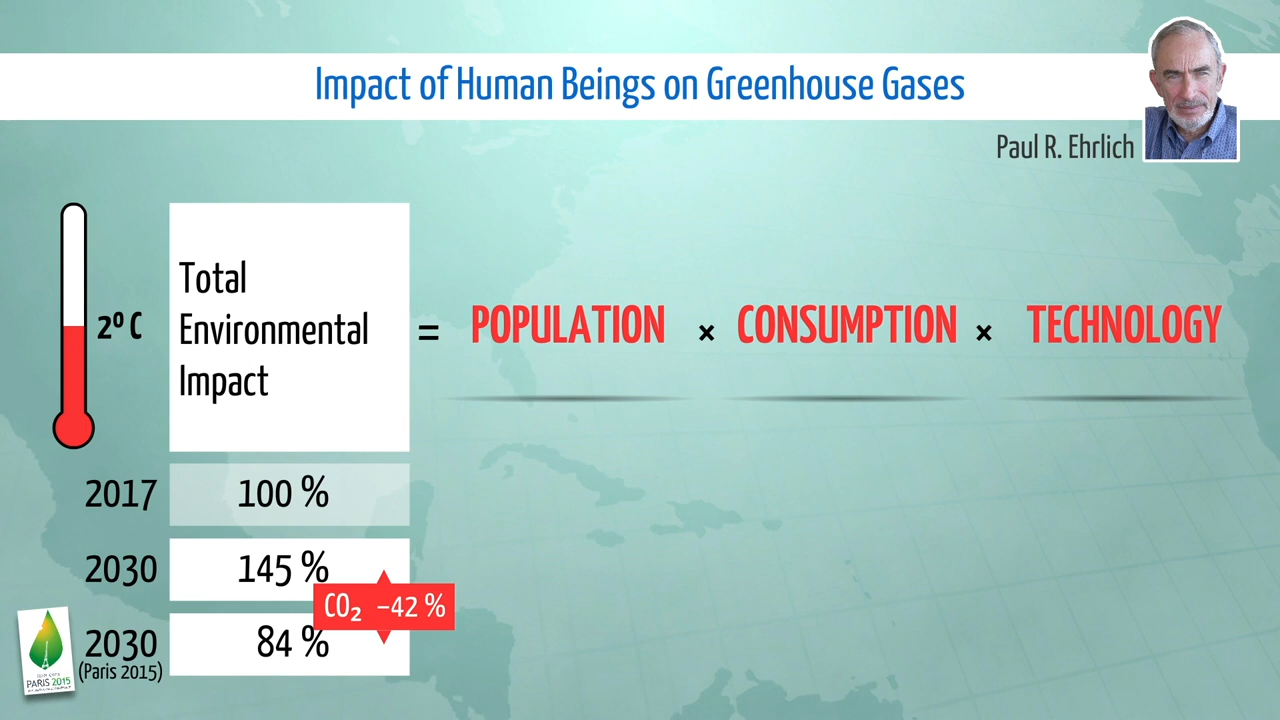 Impact of Human Beings on Greenhouse Gases
Paul R. Ehrlich
2º C
Total
Environmental
Impact
= POPULATION × CONSUMPTION × TECHNOLOGY
2017 100 %
2030 145 %
CO₂ –42 %
2030 84 %
(Paris 2015)
PARIS 2015